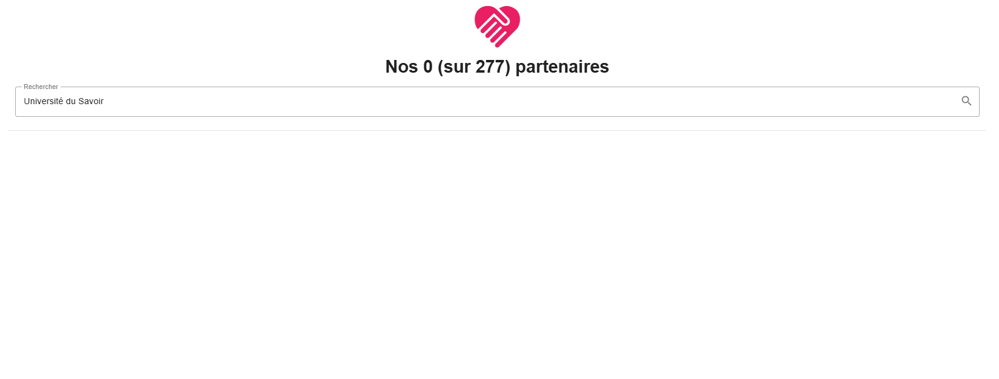 Nos 0 (sur 277) partenaires
Rechercher
Université du Savoir